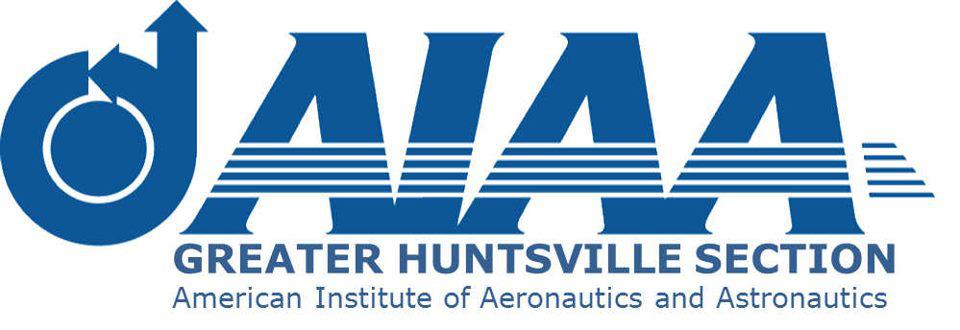 AIAA
GREATER HUNTSVILLE SECTION
American Institute of Aeronautics and Astronautics